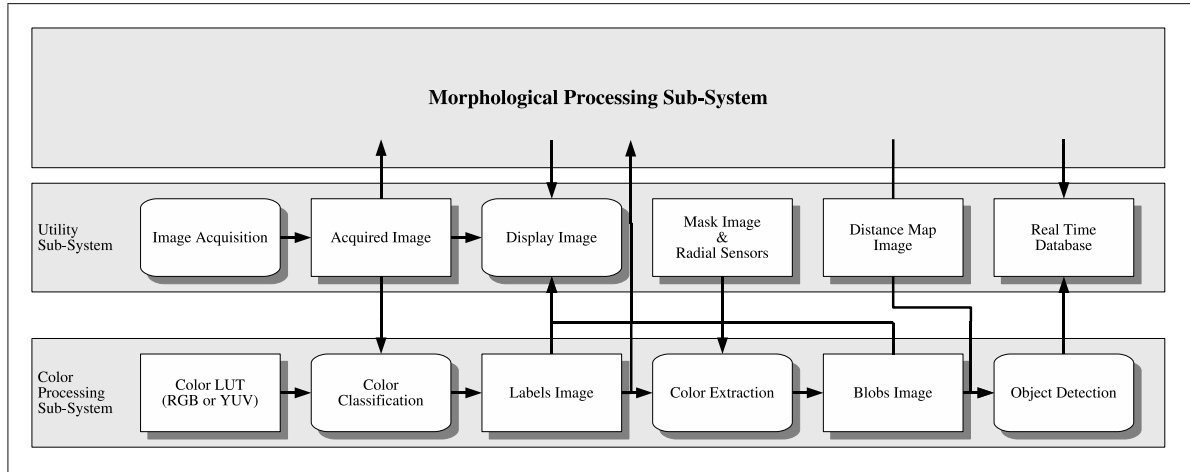 Morphological Processing Sub-System
Utility
Sub-System
Image Acquisition
Acquired Image
Display Image
Mask Image
&
Radial Sensors
Distance Map
Image
Real Time
Database
Color
Processing
Sub-System
Color LUT
(RGB or YUV)
Color
Classification
Labels Image
Color Extraction
Blobs Image
Object Detection